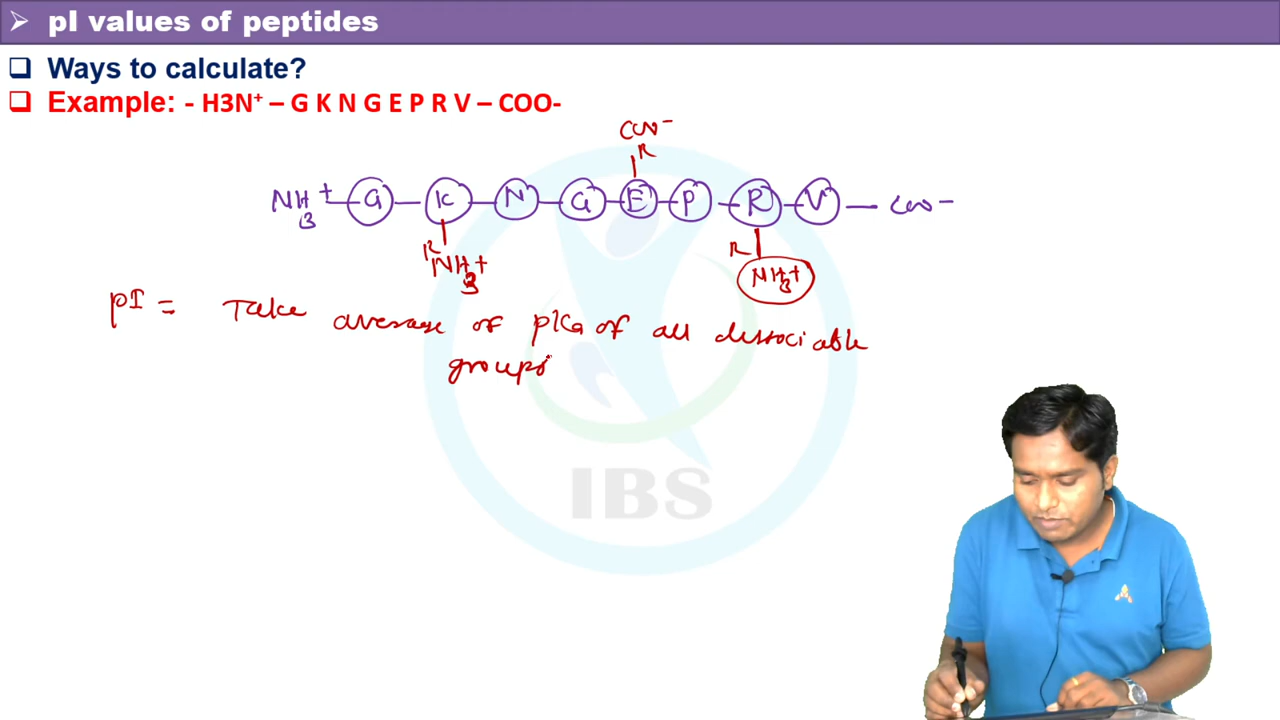 pI values of peptides
Ways to calculate?
Example: - H3N⁺ – G K N G E P R V – COO-
COO⁻
R
NH₃⁺ – G – K – N – G – E – P – R – V – COO⁻
R R
NH₃⁺ NH₃⁺
pI = Take average of pKa of all dissociable
groups
IBS